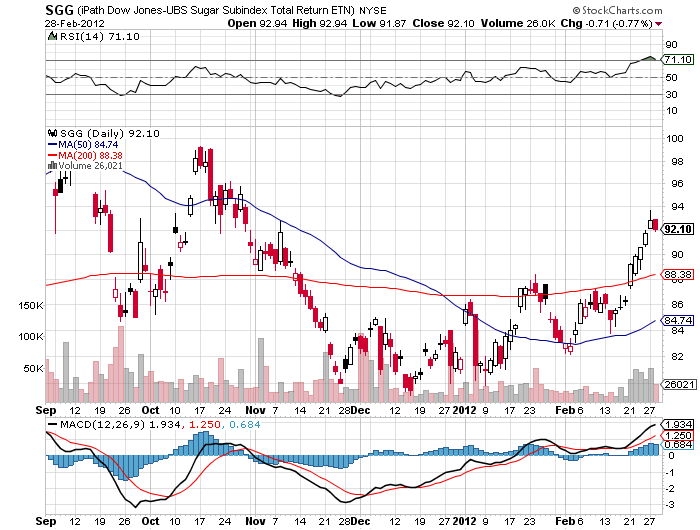 SGG (iPath Dow Jones-UBS Sugar Subindex Total Return ETN) NYSE © StockCharts.com
28-Feb-2012 Open 92.94 High 92.94 Low 91.87 Close 92.10 Volume 26.0K Chg -0.71 (-0.77%)
RSI(14) 71.10
90
71.10
50
30
10
SGG (Daily) 92.10
MA(50) 84.74
MA(200) 88.38
Volume 26,021
100
98
96
94
92.10
90
88.38
86
84.74
82
26021
150K
100K
50K
Sep 12 19 26 Oct 10 17 24 Nov 7 14 21 28 Dec 12 19 27 2012 9 17 23 Feb 6 13 21 27
MACD(12,26,9) 1.934, 1.250, 0.684
1.934
1.250
0.684
0
-1
-2
-3
Sep 12 19 26 Oct 10 17 24 Nov 7 14 21 28 Dec 12 19 27 2012 9 17 23 Feb 6 13 21 27